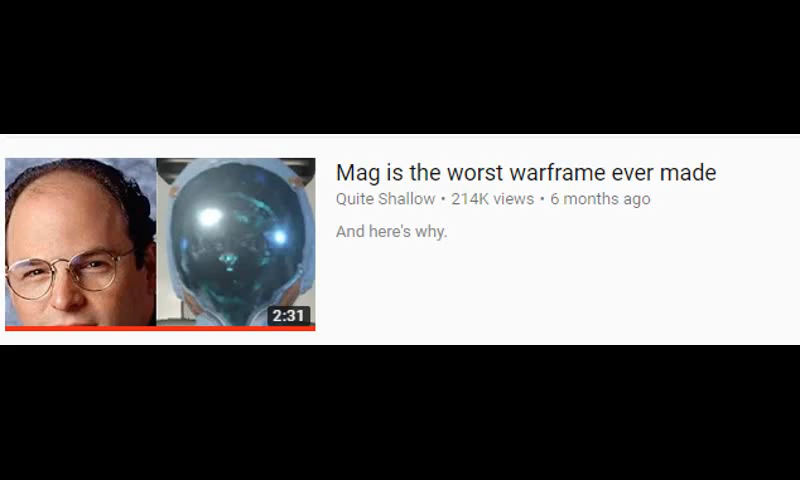 Mag is the worst warframe ever made
Quite Shallow • 214K views • 6 months ago
And here's why.
2:31